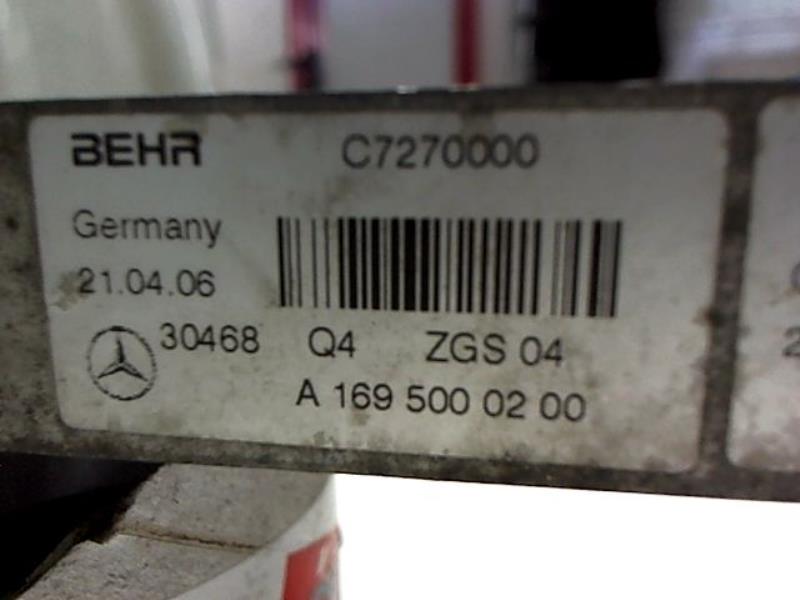 BEHR C7270000
Germany
21.04.06
30468 Q4 ZGS 04
A 169 500 02 00